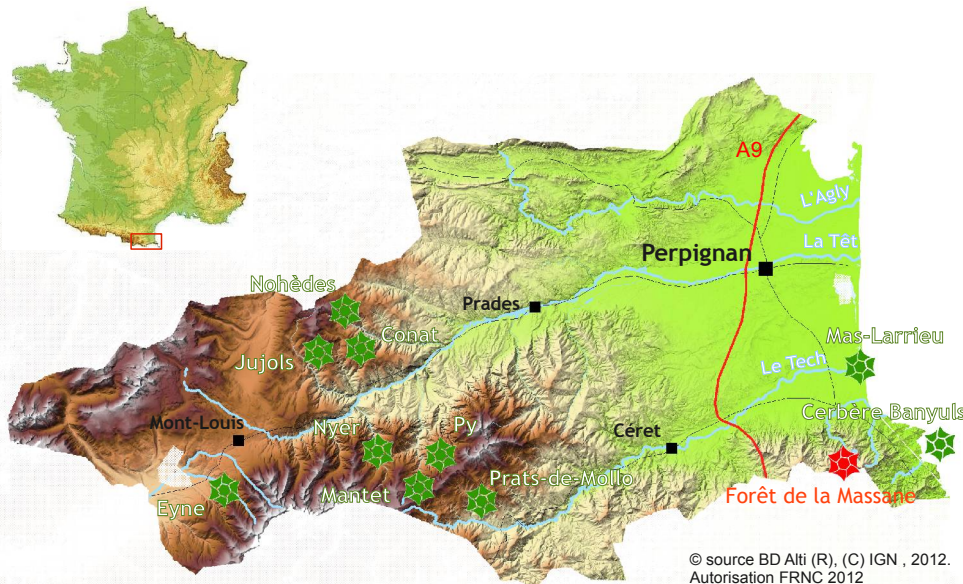 A9
L'Agly
La Têt
Perpignan
Nohèdes
Prades
Conat
Mas-Larrieu
Jujols
Le Tech
Cerbère Banyuls
Mont-Louis
Nyer
Py
Céret
Mantet
Prats-de-Mollo
Eyne
Forêt de la Massane
© source BD Alti (R), (C) IGN , 2012.
Autorisation FRNC 2012